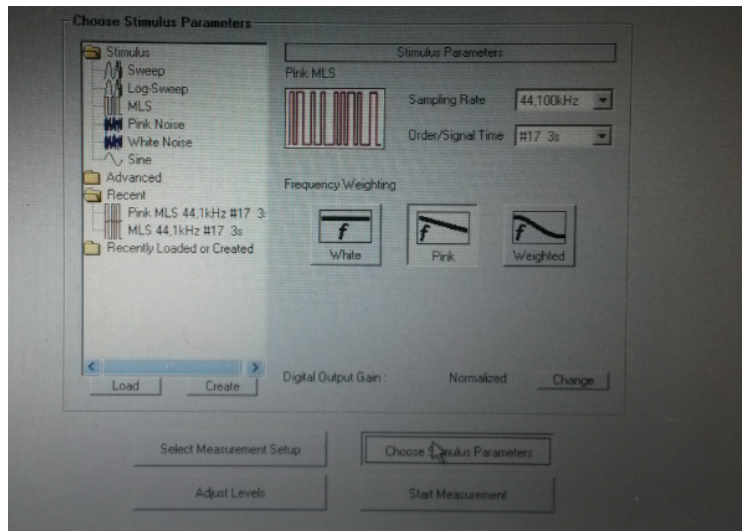 Choose Stimulus Parameters
Stimulus
Sweep
Log-Sweep
MLS
Pink Noise
White Noise
Sine
Advanced
Recent
Pink MLS 44,1kHz #17 3s
MLS 44,1kHz #17 3s
Recently Loaded or Created
Load
Create
Stimulus Parameters
Pink MLS
Sampling Rate
44,100kHz
Order/Signal Time
#17 3s
Frequency Weighting
f
White
f
Pink
f
Weighted
Digital Output Gain :
Normalized
Change
Select Measurement Setup
Choose Stimulus Parameters
Adjust Levels
Start Measurement